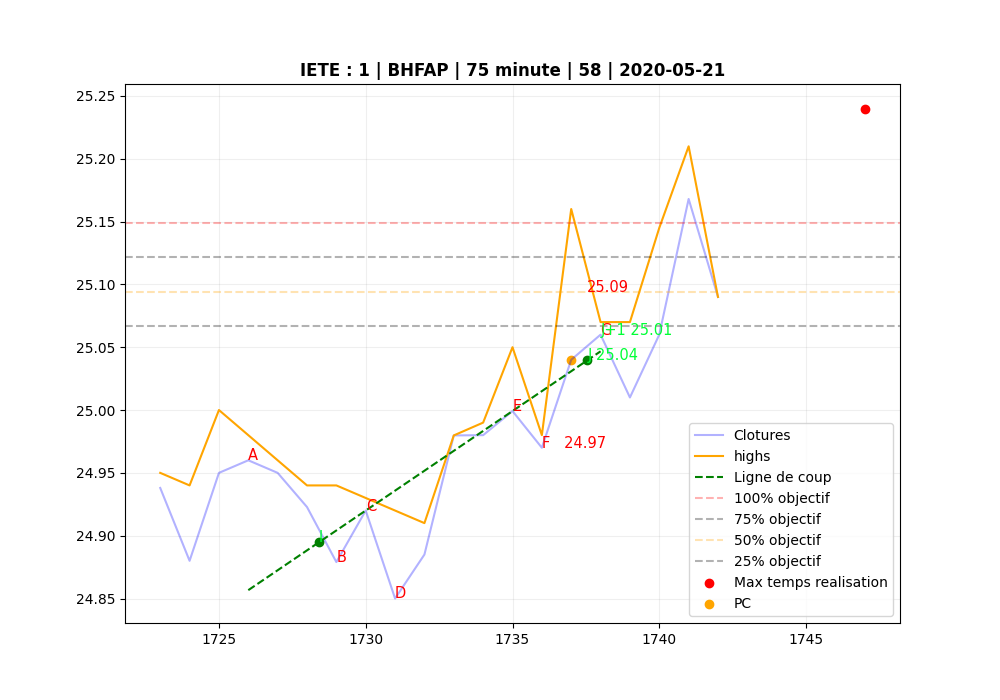 IETE : 1 | BHFAP | 75 minute | 58 | 2020-05-21
25.25
25.20
25.15
25.10
25.05
25.00
24.95
24.90
24.85
25.09
G
J+1 25.01
J 25.04
E
F 24.97
A
C
J
B
D
Clotures
highs
Ligne de coup
100% objectif
75% objectif
50% objectif
25% objectif
Max temps realisation
PC
1725
1730
1735
1740
1745